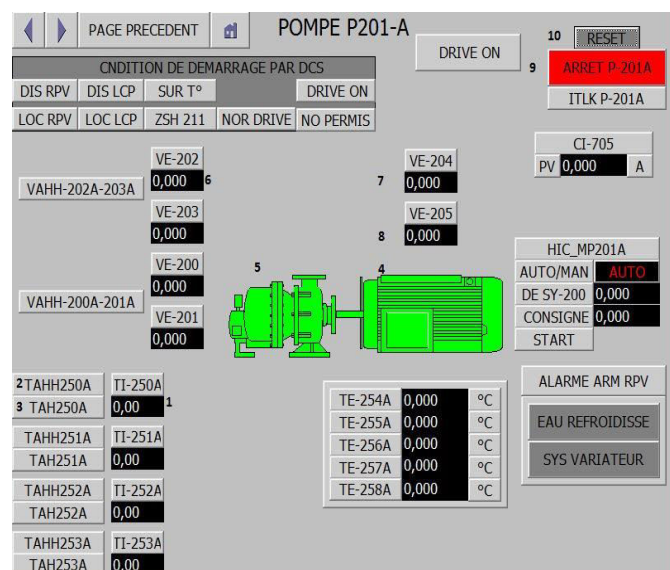 PAGE PRECEDENT
POMPE P201-A
DRIVE ON
10 RESET
9 ARRET P-201A
ITLK P-201A
CNDITION DE DEMARRAGE PAR DCS
DIS RPV DIS LCP SUR T° DRIVE ON
LOC RPV LOC LCP ZSH 211 NOR DRIVE NO PERMIS
CI-705
PV 0,000 A
VAHH-202A-203A
VE-202
0,000 6
VE-203
0,000
VE-204
7 0,000
VE-205
8 0,000
VAHH-200A-201A
VE-200
0,000
VE-201
0,000
5
4
HIC_MP201A
AUTO/MAN AUTO
DE SY-200 0,000
CONSIGNE 0,000
START
2 TAHH250A TI-250A
3 TAH250A 0,00 1
TAHH251A TI-251A
TAH251A 0,00
TAHH252A TI-252A
TAH252A 0,00
TAHH253A TI-253A
TAH253A 0,00
TE-254A 0,000 °C
TE-255A 0,000 °C
TE-256A 0,000 °C
TE-257A 0,000 °C
TE-258A 0,000 °C
ALARME ARM RPV
EAU REFROIDISSE
SYS VARIATEUR